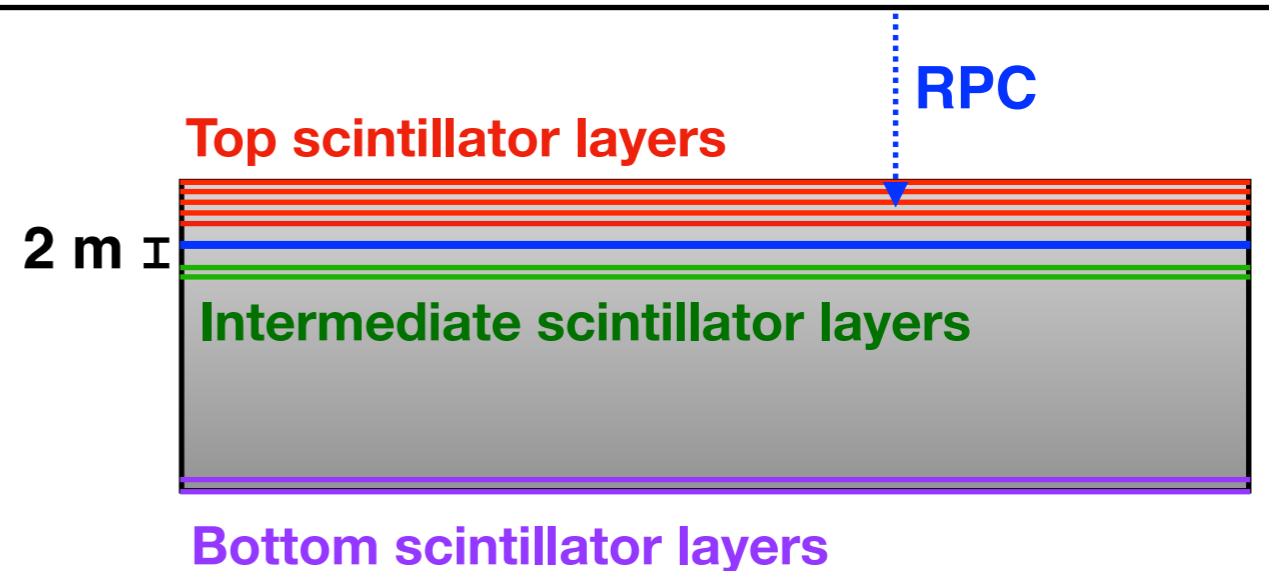 RPC
Top scintillator layers
2 m
Intermediate scintillator layers
Bottom scintillator layers